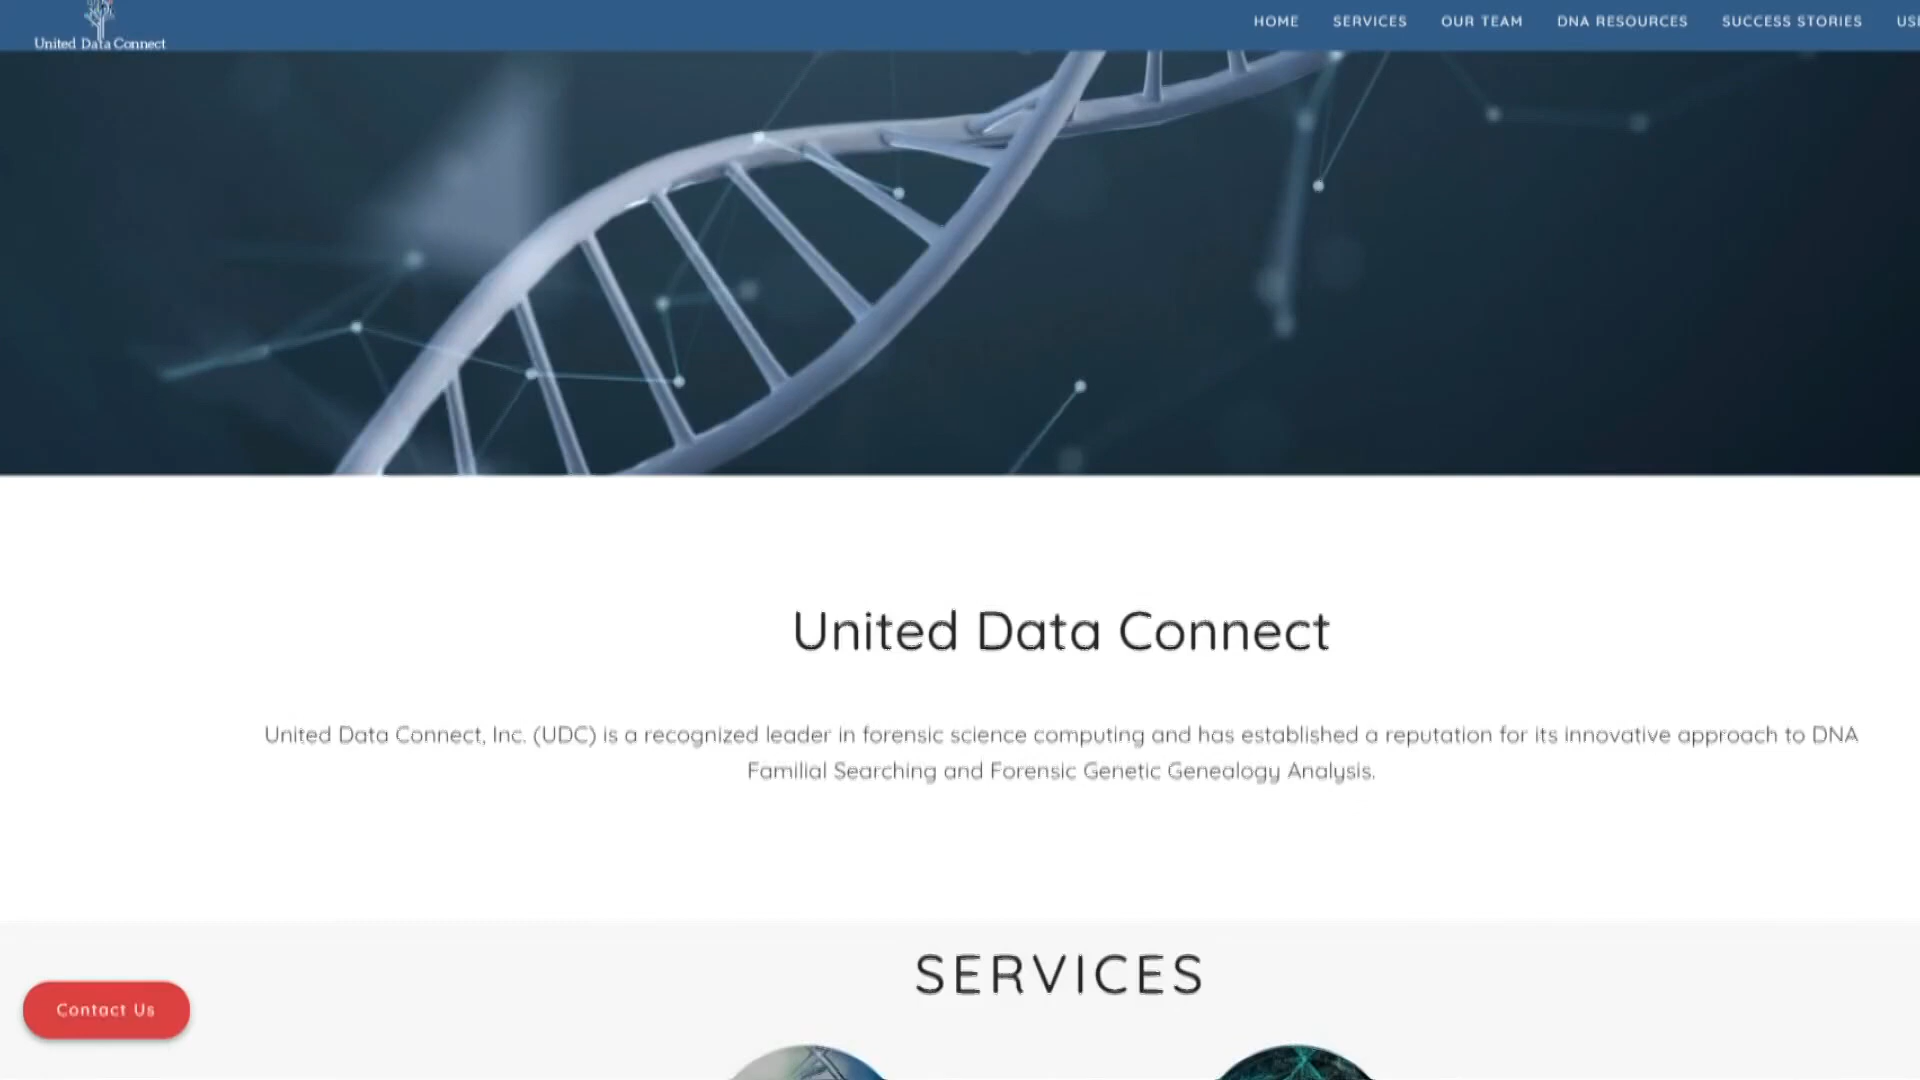 United Data Connect
HOME SERVICES OUR TEAM DNA RESOURCES SUCCESS STORIES
United Data Connect
United Data Connect, Inc. (UDC) is a recognized leader in forensic science computing and has established a reputation for its innovative approach to DNA
Familial Searching and Forensic Genetic Genealogy Analysis.
SERVICES
Contact Us